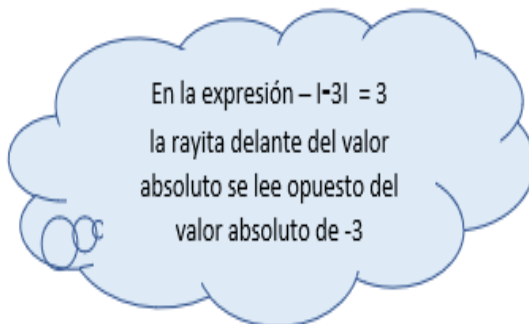 En la expresión – I-3I = 3
la rayita delante del valor
absoluto se lee opuesto del
valor absoluto de -3